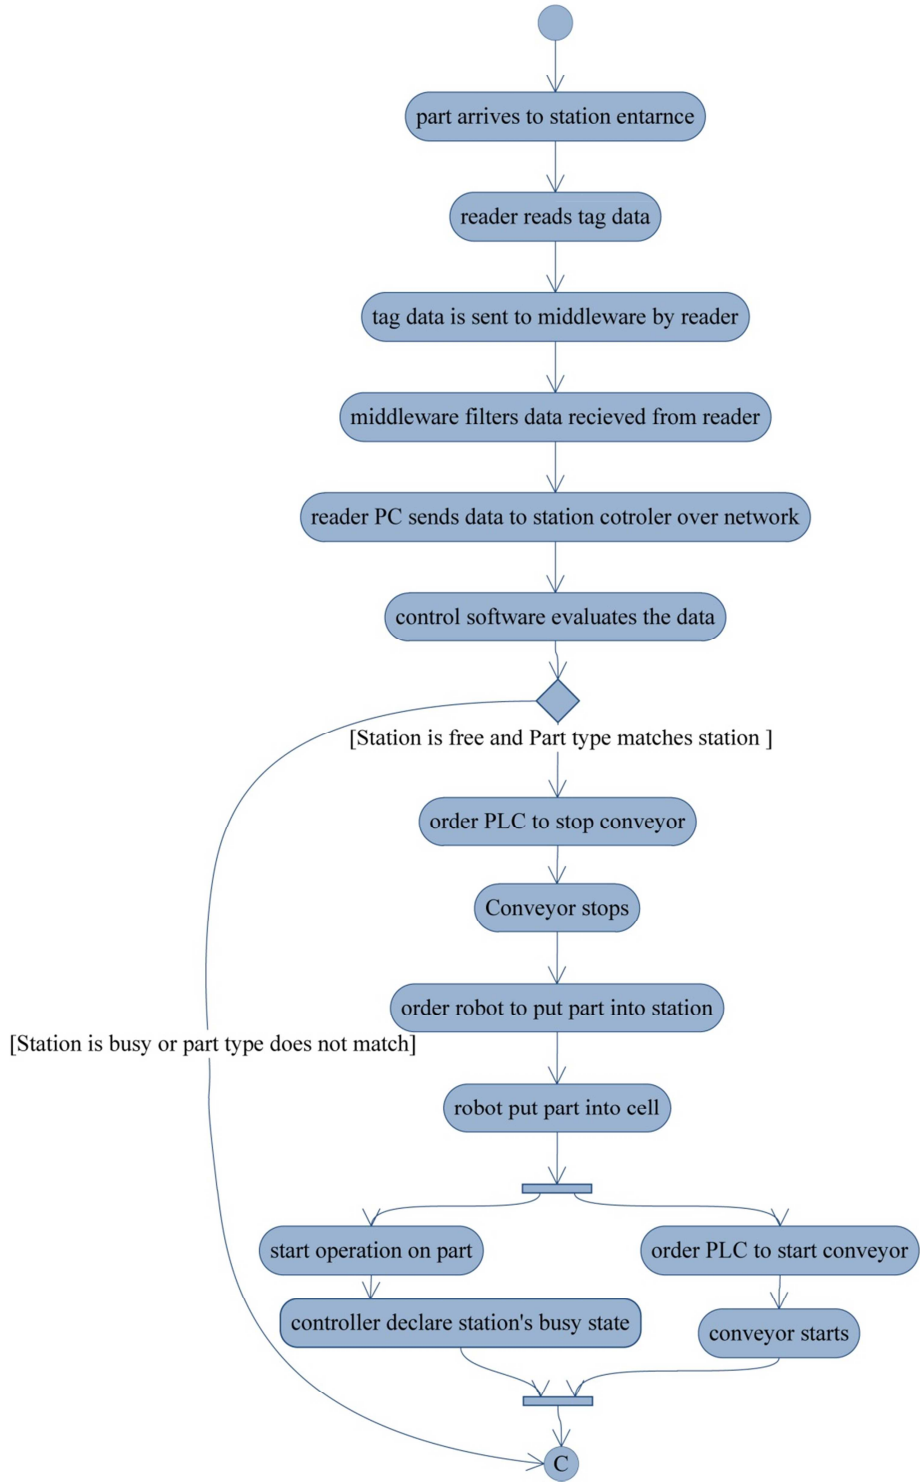 part arrives to station entarnce
reader reads tag data
tag data is sent to middleware by reader
middleware filters data recieved from reader
reader PC sends data to station cotroler over network
control software evaluates the data
[Station is free and Part type matches station ]
order PLC to stop conveyor
Conveyor stops
order robot to put part into station
[Station is busy or part type does not match]
robot put part into cell
start operation on part
order PLC to start conveyor
controller declare station's busy state
conveyor starts
C